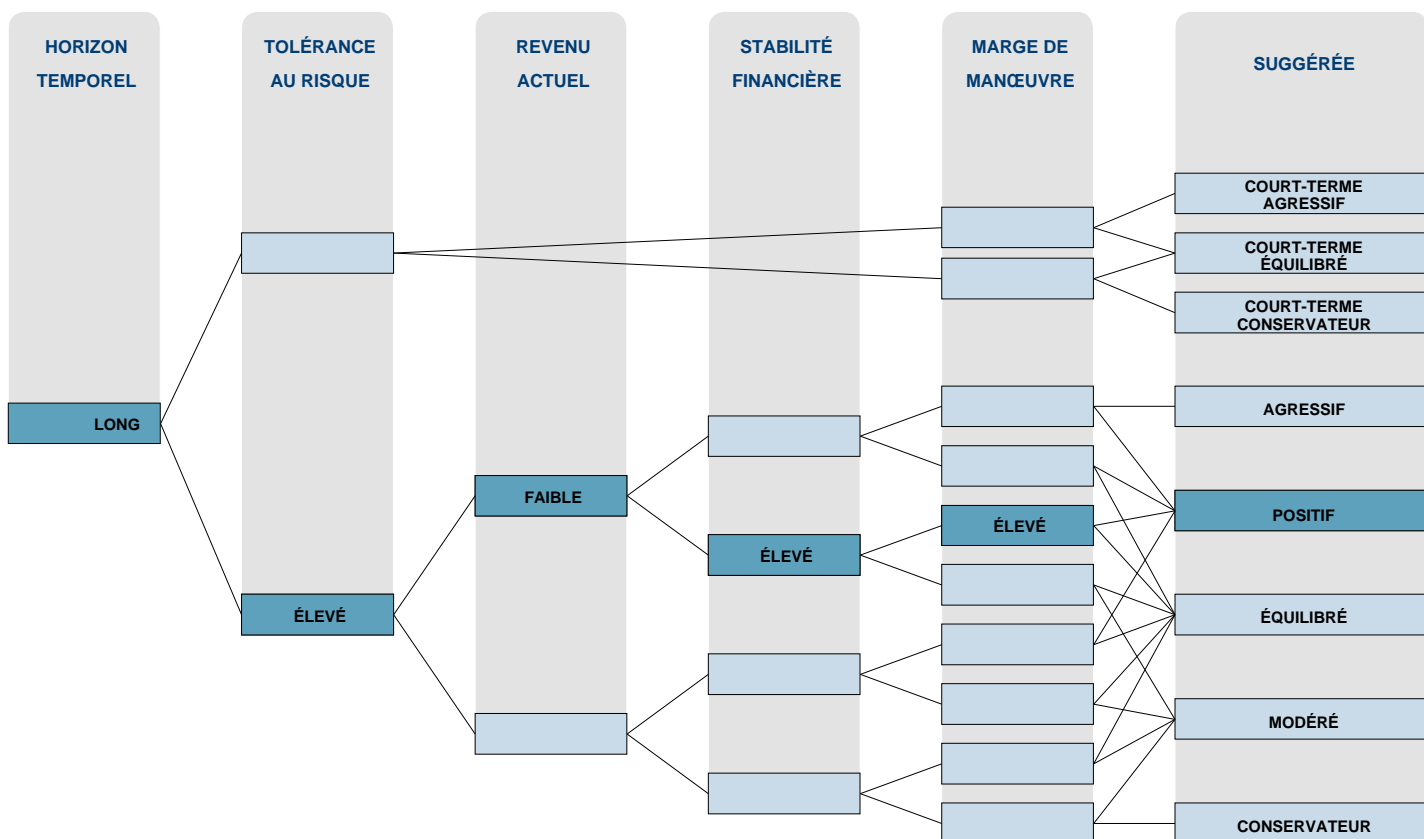 HORIZON
TEMPOREL
TOLÉRANCE
AU RISQUE
REVENU
ACTUEL
STABILITÉ
FINANCIÈRE
MARGE DE
MANŒUVRE
SUGGÉRÉE
COURT-TERME
AGRESSIF
COURT-TERME
ÉQUILIBRÉ
COURT-TERME
CONSERVATEUR
AGRESSIF
LONG
FAIBLE
POSITIF
ÉLEVÉ
ÉLEVÉ
ÉLEVÉ
ÉQUILIBRÉ
MODÉRÉ
CONSERVATEUR